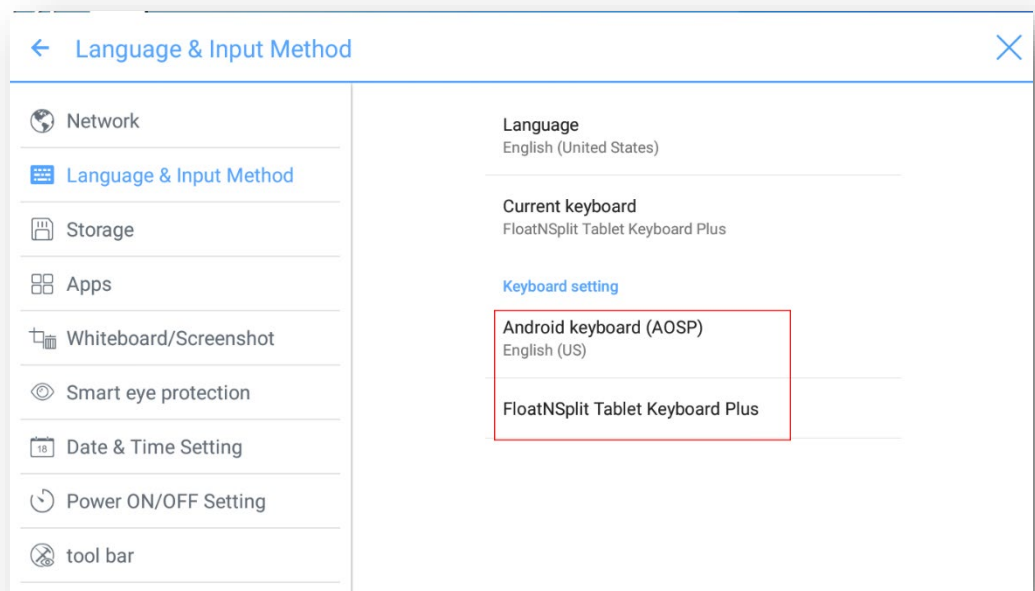 Language & Input Method
Network
Language & Input Method
Storage
Apps
Whiteboard/Screenshot
Smart eye protection
18
Date & Time Setting
Power ON/OFF Setting
tool bar
Language
English (United States)
Current keyboard
FloatNSplit Tablet Keyboard Plus
Keyboard setting
Android keyboard (AOSP)
English (US)
FloatNSplit Tablet Keyboard Plus